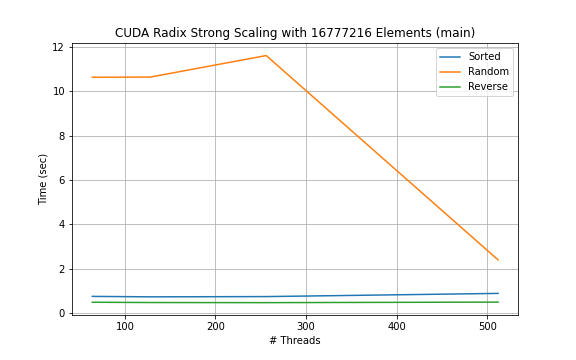 CUDA Radix Strong Scaling with 16777216 Elements (main)
12
10
8
6
4
2
0
Time (sec)
Sorted
Random
Reverse
100
200
300
400
500
# Threads